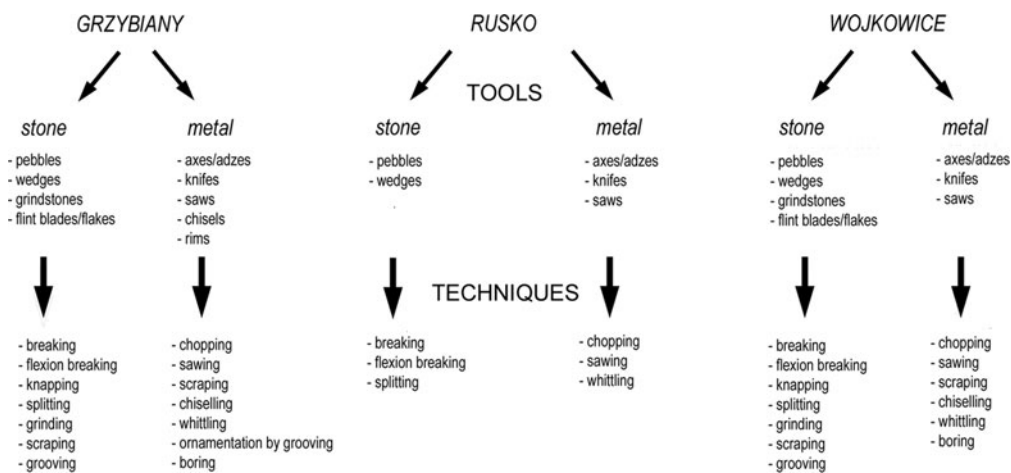 GRZYBIANY
RUSKO
WOJKOWICE
TOOLS
stone
- pebbles
- wedges
- grindstones
- flint blades/flakes
metal
- axes/adzes
- knifes
- saws
- chisels
- rims
stone
- pebbles
- wedges
metal
- axes/adzes
- knifes
- saws
stone
- pebbles
- wedges
- grindstones
- flint blades/flakes
metal
- axes/adzes
- knifes
- saws
TECHNIQUES
- breaking
- flexion breaking
- knapping
- splitting
- grinding
- scraping
- grooving
- chopping
- sawing
- scraping
- chiselling
- whittling
- ornamentation by grooving
- boring
- breaking
- flexion breaking
- splitting
- chopping
- sawing
- whittling
- breaking
- flexion breaking
- knapping
- splitting
- grinding
- scraping
- grooving
- chopping
- sawing
- scraping
- chiselling
- whittling
- boring